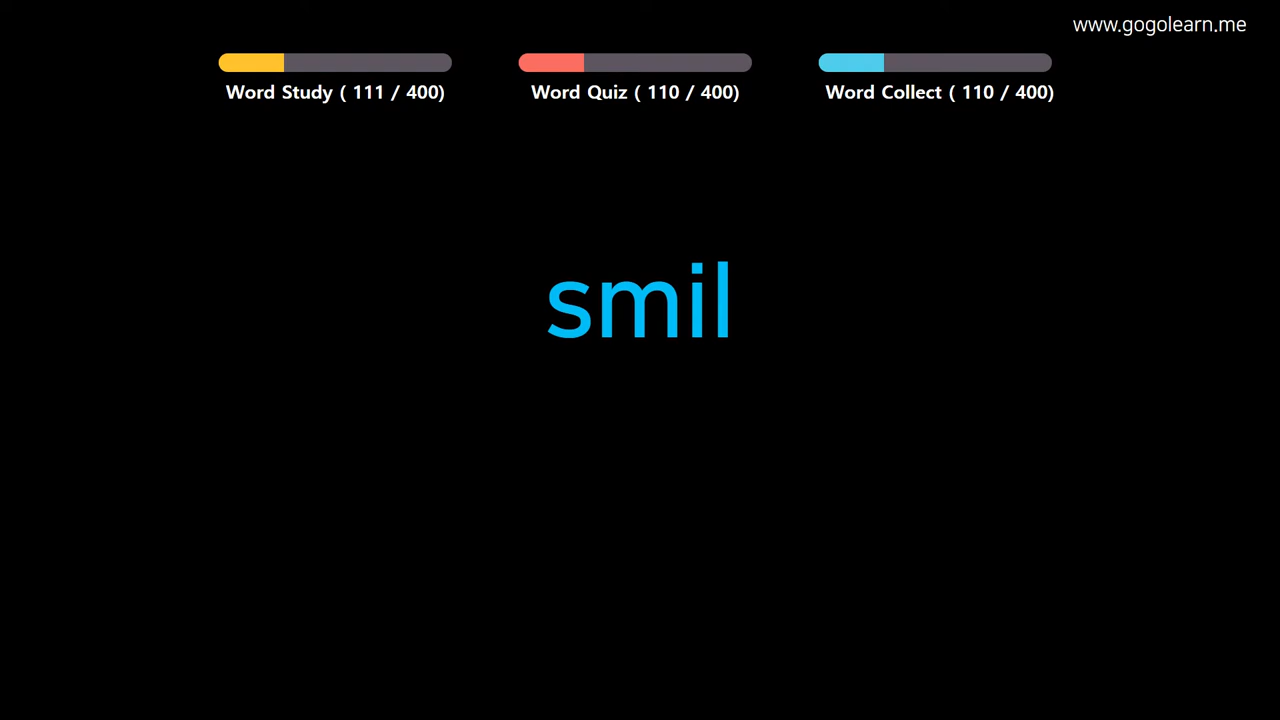 www.gogolearn.me
Word Study ( 111 / 400)
Word Quiz ( 110 / 400)
Word Collect ( 110 / 400)
smil